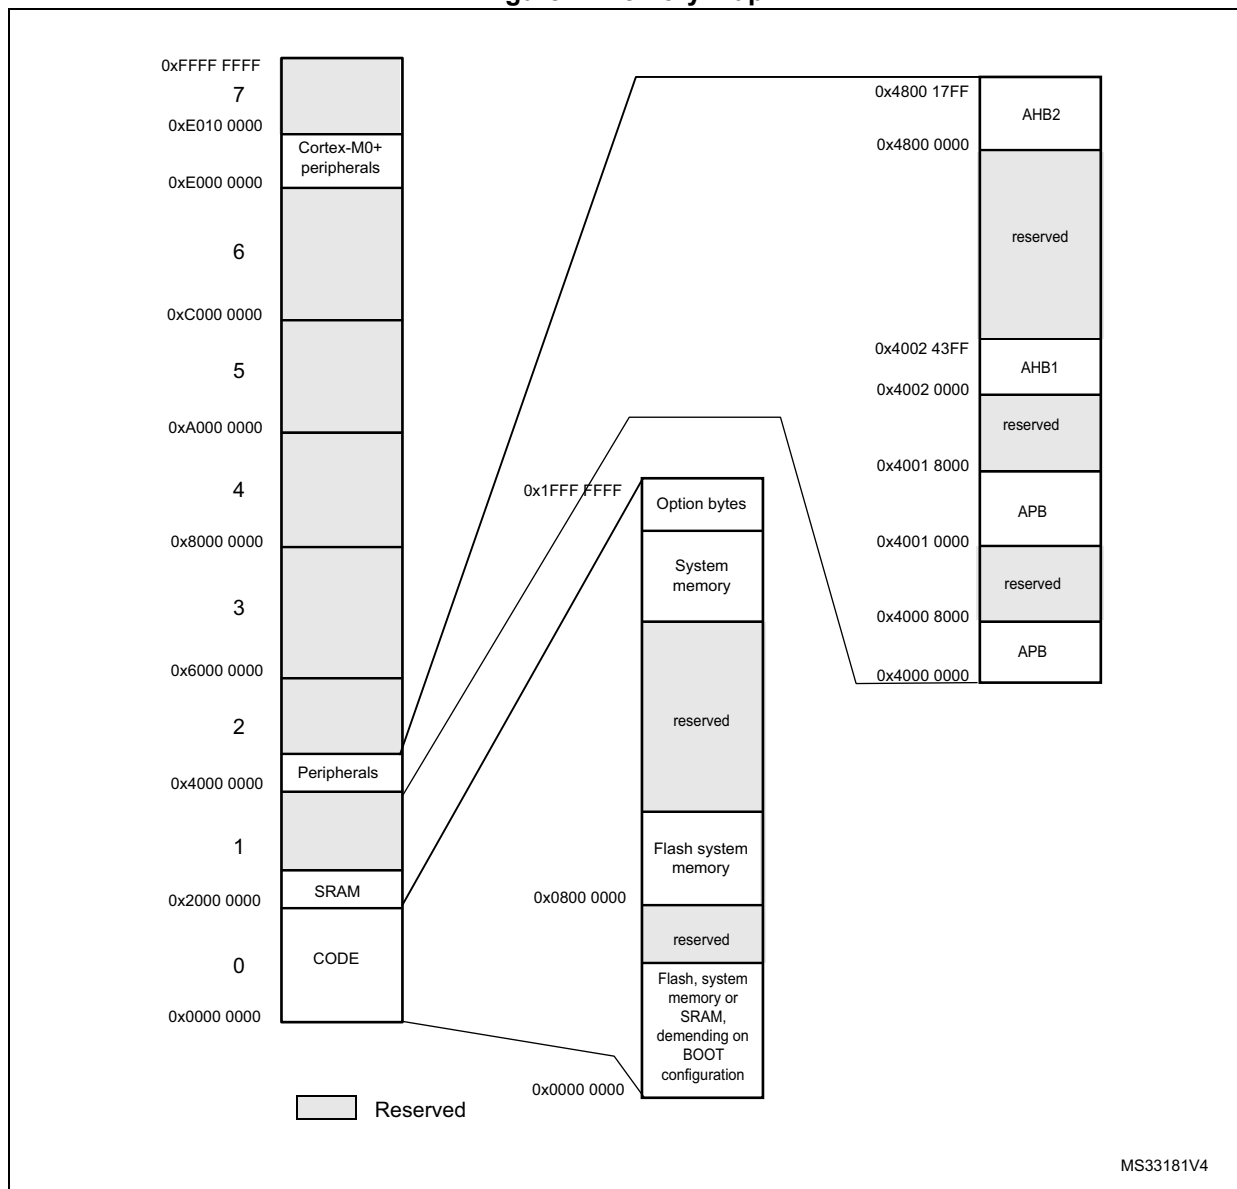 0xFFFF FFFF
7
0xE010 0000
Cortex-M0+
peripherals
0xE000 0000
6
0xC000 0000
5
0xA000 0000
4
0x8000 0000
3
0x6000 0000
2
Peripherals
0x4000 0000
1
SRAM
0x2000 0000
CODE
0
0x0000 0000
Reserved
0x1FFF FFFF
Option bytes
System
memory
reserved
Flash system
memory
0x0800 0000
reserved
Flash, system
memory or
SRAM,
demending on
BOOT
configuration
0x0000 0000
0x4800 17FF
AHB2
0x4800 0000
reserved
0x4002 43FF
AHB1
0x4002 0000
reserved
0x4001 8000
APB
0x4001 0000
reserved
0x4000 8000
APB
0x4000 0000
MS33181V4